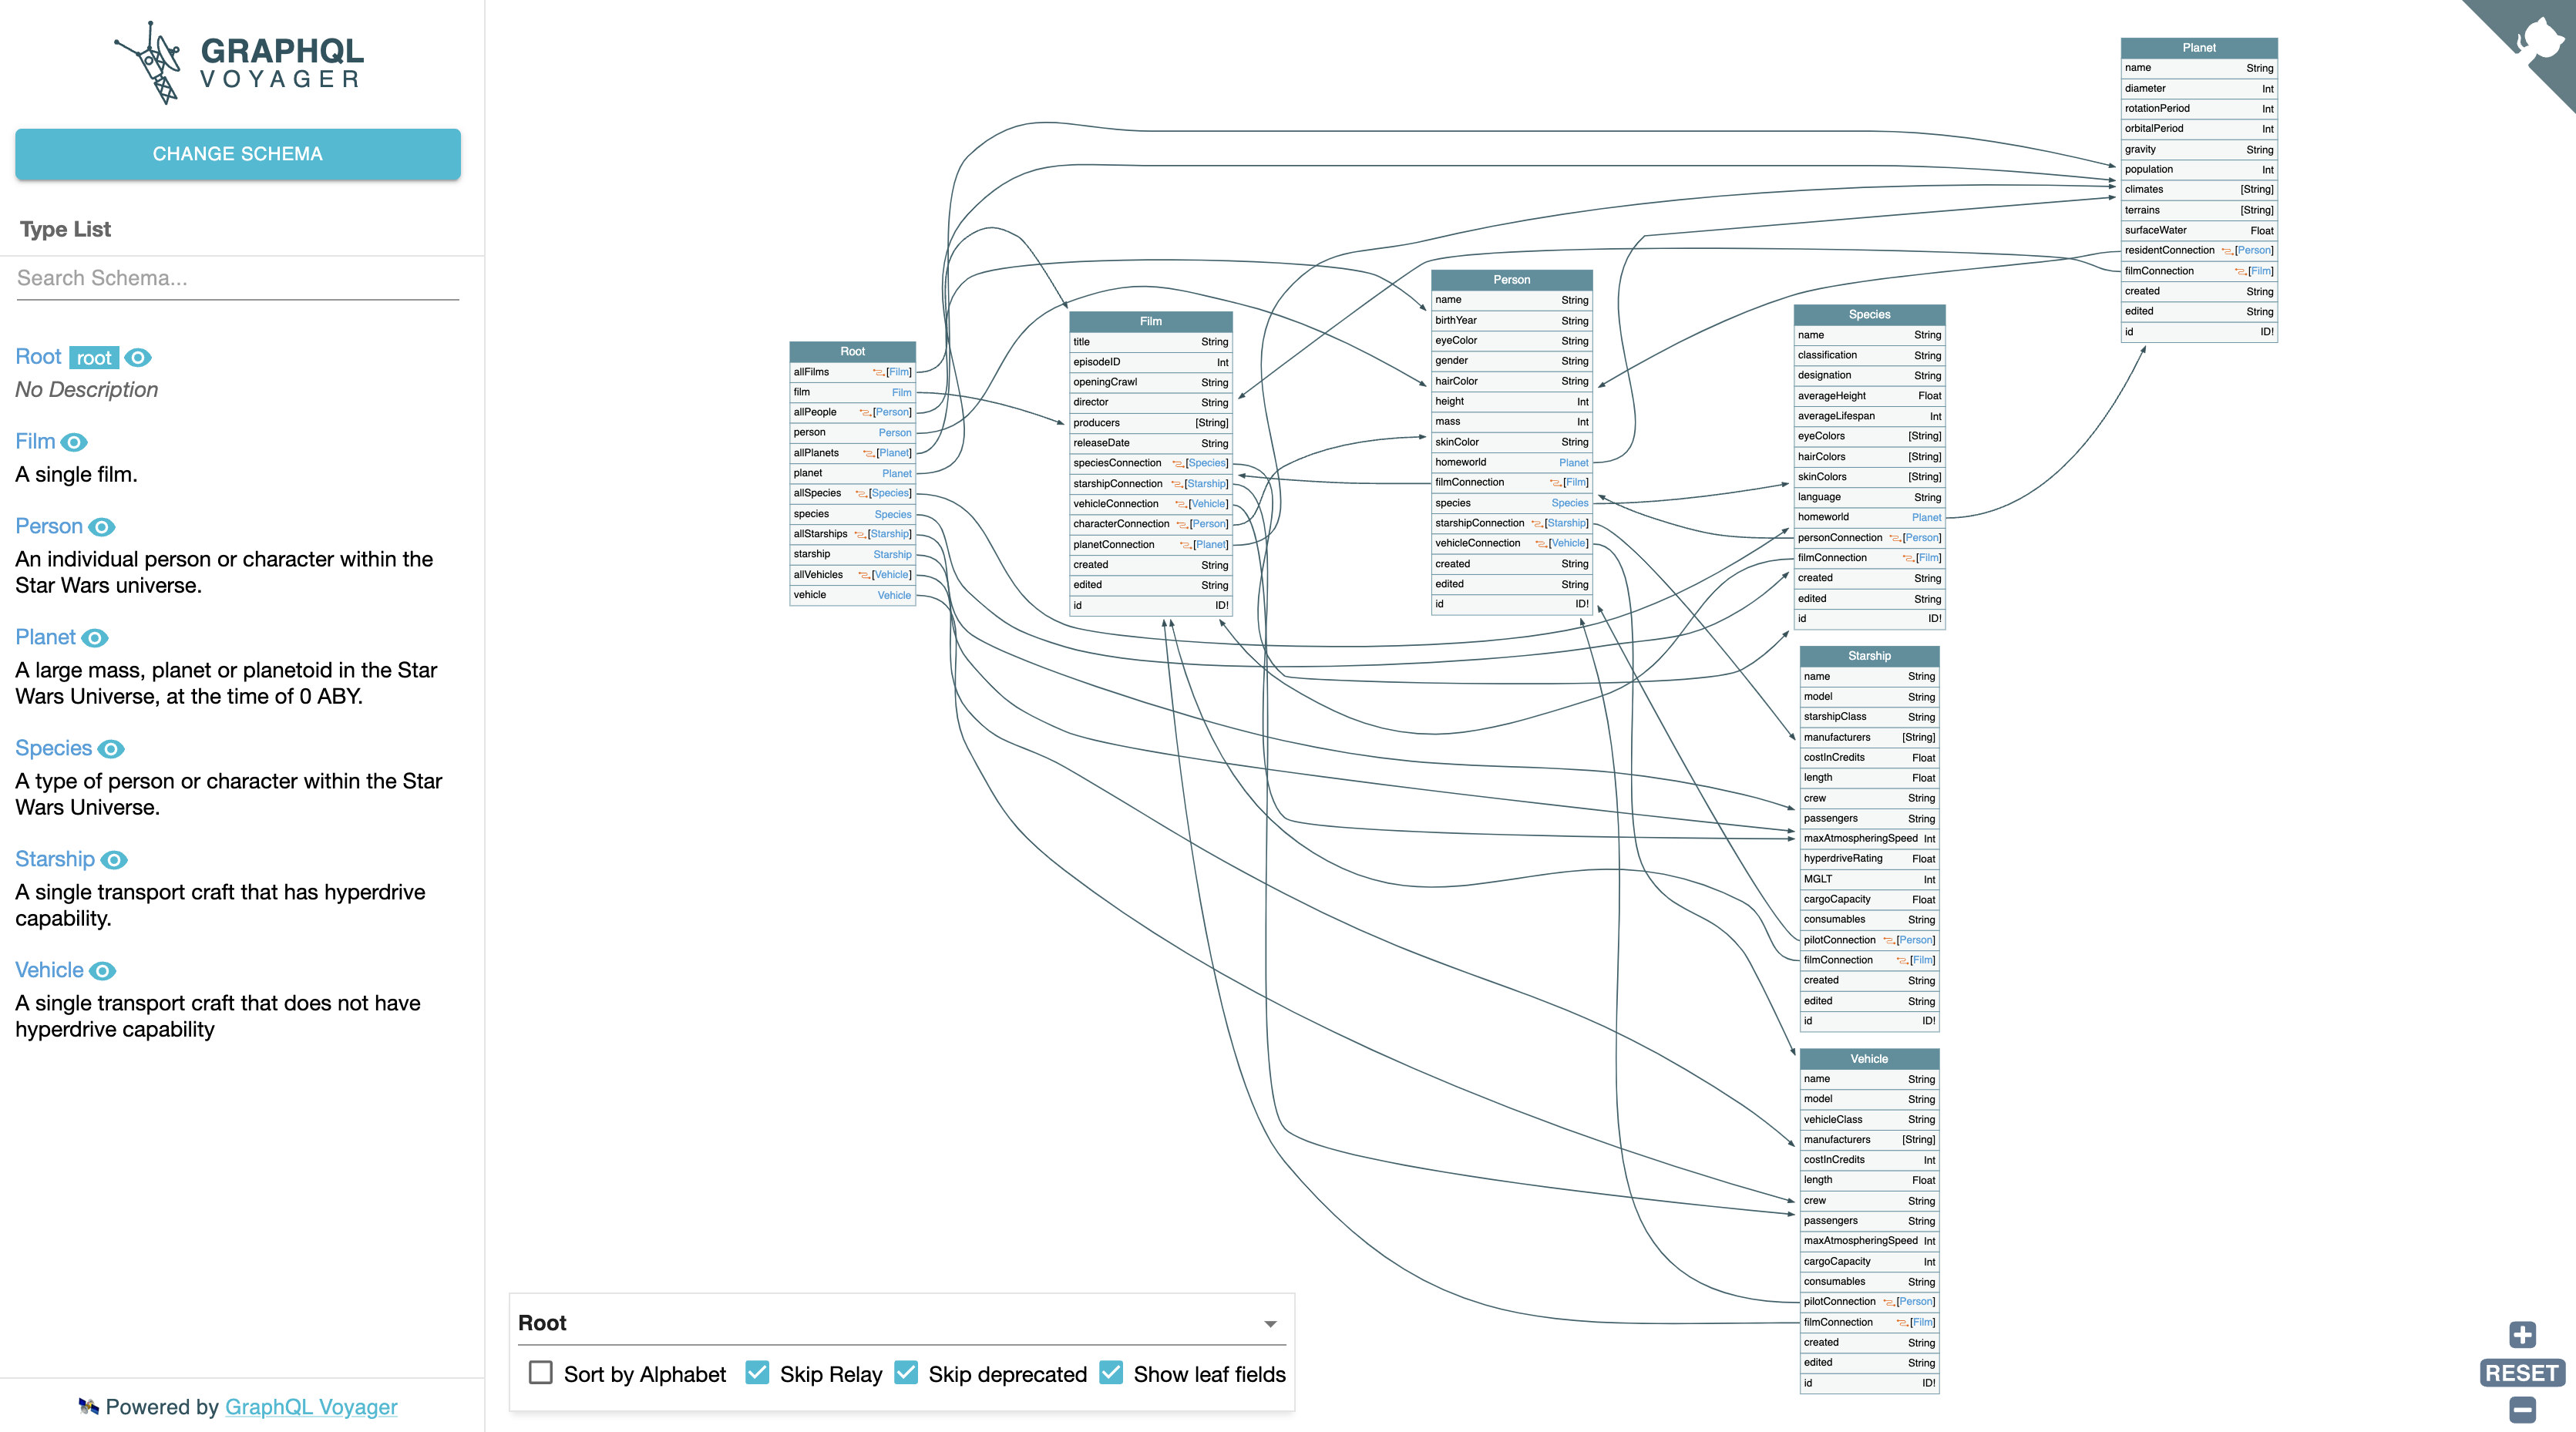 GRAPHQL
VOYAGER
CHANGE SCHEMA
Type List
Search Schema...
Root root
No Description
Film
A single film.
Person
An individual person or character within the
Star Wars universe.
Planet
A large mass, planet or planetoid in the Star
Wars Universe, at the time of 0 ABY.
Species
A type of person or character within the Star
Wars Universe.
Starship
A single transport craft that has hyperdrive
capability.
Vehicle
A single transport craft that does not have
hyperdrive capability
Powered by GraphQL Voyager
Root
allFilms [Film]
film Film
allPeople [Person]
person Person
allPlanets [Planet]
planet Planet
allSpecies [Species]
species Species
allStarships [Starship]
starship Starship
allVehicles [Vehicle]
vehicle Vehicle
Film
title String
episodeID Int
openingCrawl String
director String
producers [String]
releaseDate String
speciesConnection [Species]
starshipConnection [Starship]
vehicleConnection [Vehicle]
characterConnection [Person]
planetConnection [Planet]
created String
edited String
id ID!
Person
name String
birthYear String
eyeColor String
gender String
hairColor String
height Int
mass Int
skinColor String
homeworld Planet
filmConnection [Film]
species Species
starshipConnection [Starship]
vehicleConnection [Vehicle]
created String
edited String
id ID!
Species
name String
classification String
designation String
averageHeight Float
averageLifespan Int
eyeColors [String]
hairColors [String]
skinColors [String]
language String
homeworld Planet
personConnection [Person]
filmConnection [Film]
created String
edited String
id ID!
Planet
name String
diameter Int
rotationPeriod Int
orbitalPeriod Int
gravity String
population Int
climates [String]
terrains [String]
surfaceWater Float
residentConnection [Person]
filmConnection [Film]
created String
edited String
id ID!
Starship
name String
model String
starshipClass String
manufacturers [String]
costInCredits Float
length Float
crew String
passengers String
maxAtmospheringSpeed Int
hyperdriveRating Float
MGLT Int
cargoCapacity Float
consumables String
pilotConnection [Person]
filmConnection [Film]
created String
edited String
id ID!
Vehicle
name String
model String
vehicleClass String
manufacturers [String]
costInCredits Int
length Float
crew String
passengers String
maxAtmospheringSpeed Int
cargoCapacity Int
consumables String
pilotConnection [Person]
filmConnection [Film]
created String
edited String
id ID!
Root
Sort by Alphabet Skip Relay Skip deprecated Show leaf fields
RESET